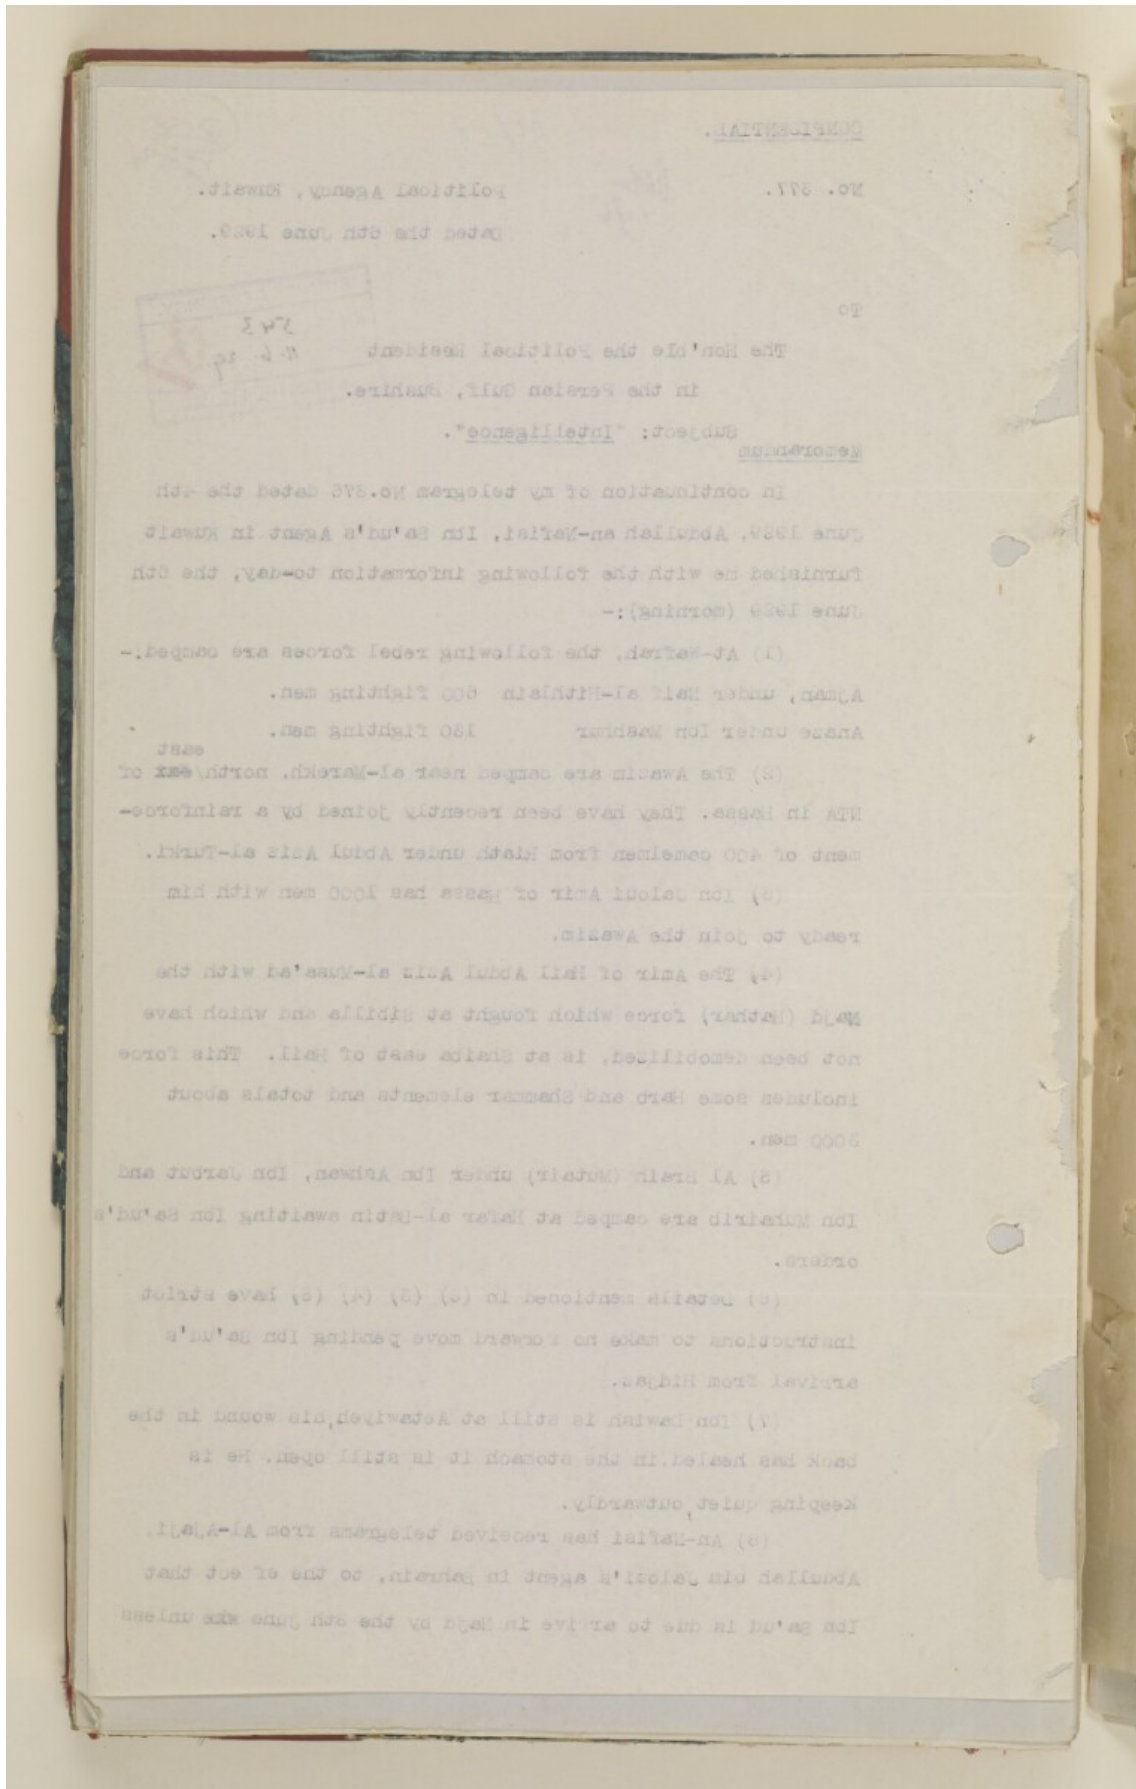 CONFIDENTIAL.
No. 377.
Political Agency, Kuwait.
Dated the 6th June 1929.
543
To
The Hon'ble the Political Resident
in the Persian Gulf, Bushire.
Subject: "Intelligence".
Memorandum
In continuation of my telegram No.375 dated the 4th
June 1929, Abdullah an-Nafisi, Ibn Sa'ud's Agent in Kuwait
furnished me with the following information to-day, the 6th
June 1929 (morning):-
(1) At-Wafrah, the following rebel forces are camped:-
Ajman, under Naif al-Hithlain 600 fighting men.
Anaze under Ibn Mashhur 130 fighting men.
east
(2) The Awazim are camped near al-Marekh, north/ of
NTA in Hassa. They have been recently joined by a rainforce-
ment of 400 camelmen from Riath under Abdul Aziz al-Turki.
(3) Ibn Jaloui Amir of Hassa has 1000 men with him
ready to join the Awazim.
(4) The Amir of Hail Abdul Aziz al-Musa'ad with the
Najd (Hathar) force which fought at Sibilla and which have
not been demobilised, is at Shaiba east of Hail. This force
includes some Harb and Shammar elements and totals about
3000 men.
(5) Al Braih (Mutair) under Ibn Ashwan, Ibn Jarbut and
Ibn Muhairib are camped at Hafar al-Batin awaiting Ibn Sa'ud's
orders.
(6) Details mentioned in (3) (4) (5) have strict
instructions to make no forward move pending Ibn Sa'ud's
arrival from Hidjaz.
(7) Ibn Dawish is still at Aetawiyeh, his wound in the
back has healed, in the stomach it is still open. He is
keeping quiet, outwardly.
(8) An-Nafisi has received telegrams from Al-Ajaji,
Abdullah bin Jaloui's agent in Bahrain, to the ef ect that
Ibn Sa'ud is due to arrive in Najd by the 8th June unless